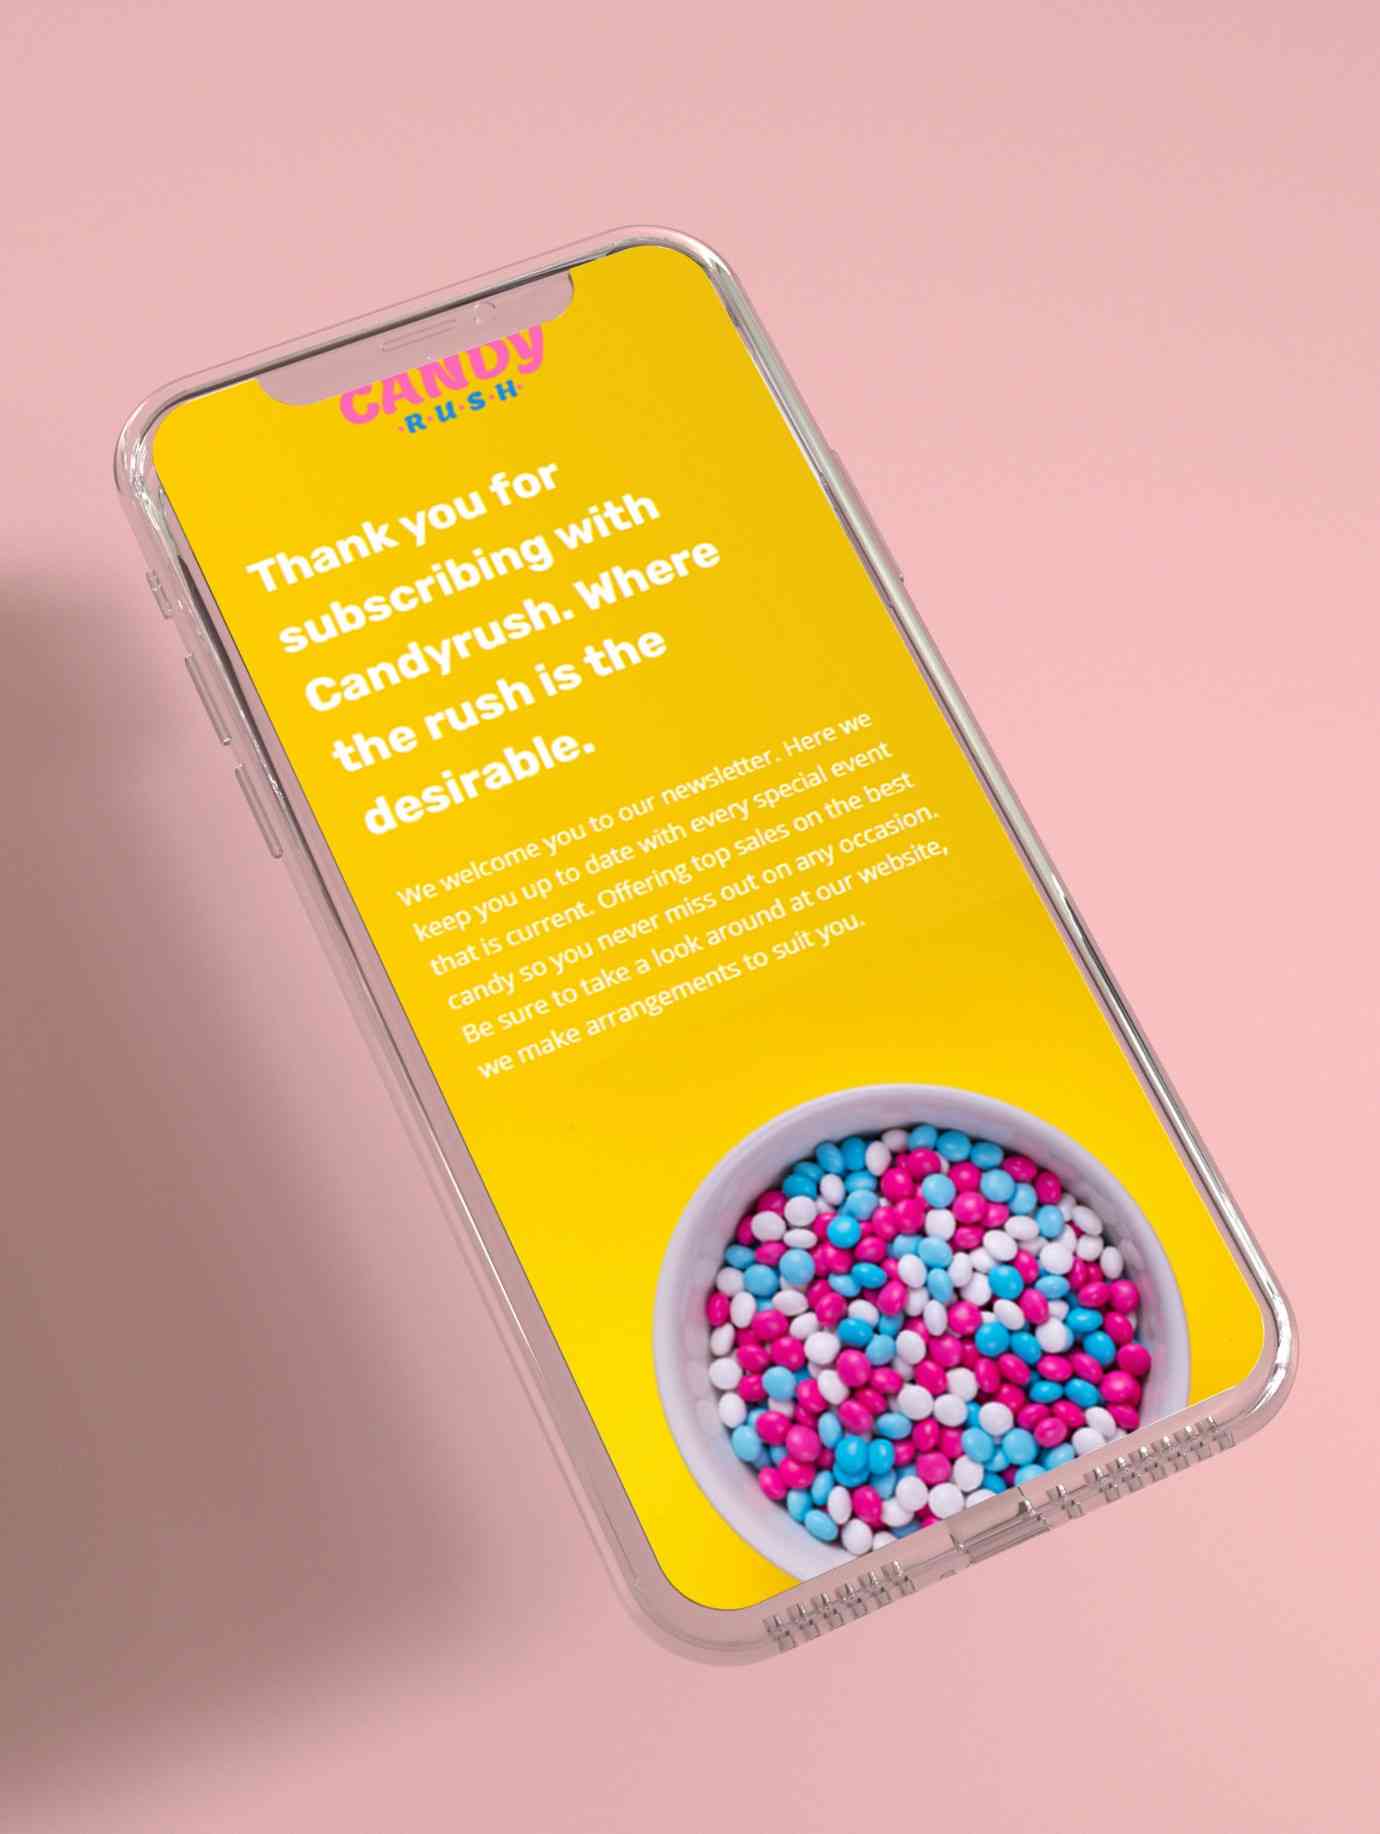 CANDY
·R·U·S·H·
Thank you for
subscribing with
Candyrush. Where
the rush is the
desirable.
We welcome you to our newsletter. Here we
keep you up to date with every special event
that is current. Offering top sales on the best
candy so you never miss out on any occasion.
Be sure to take a look around at our website,
we make arrangements to suit you.